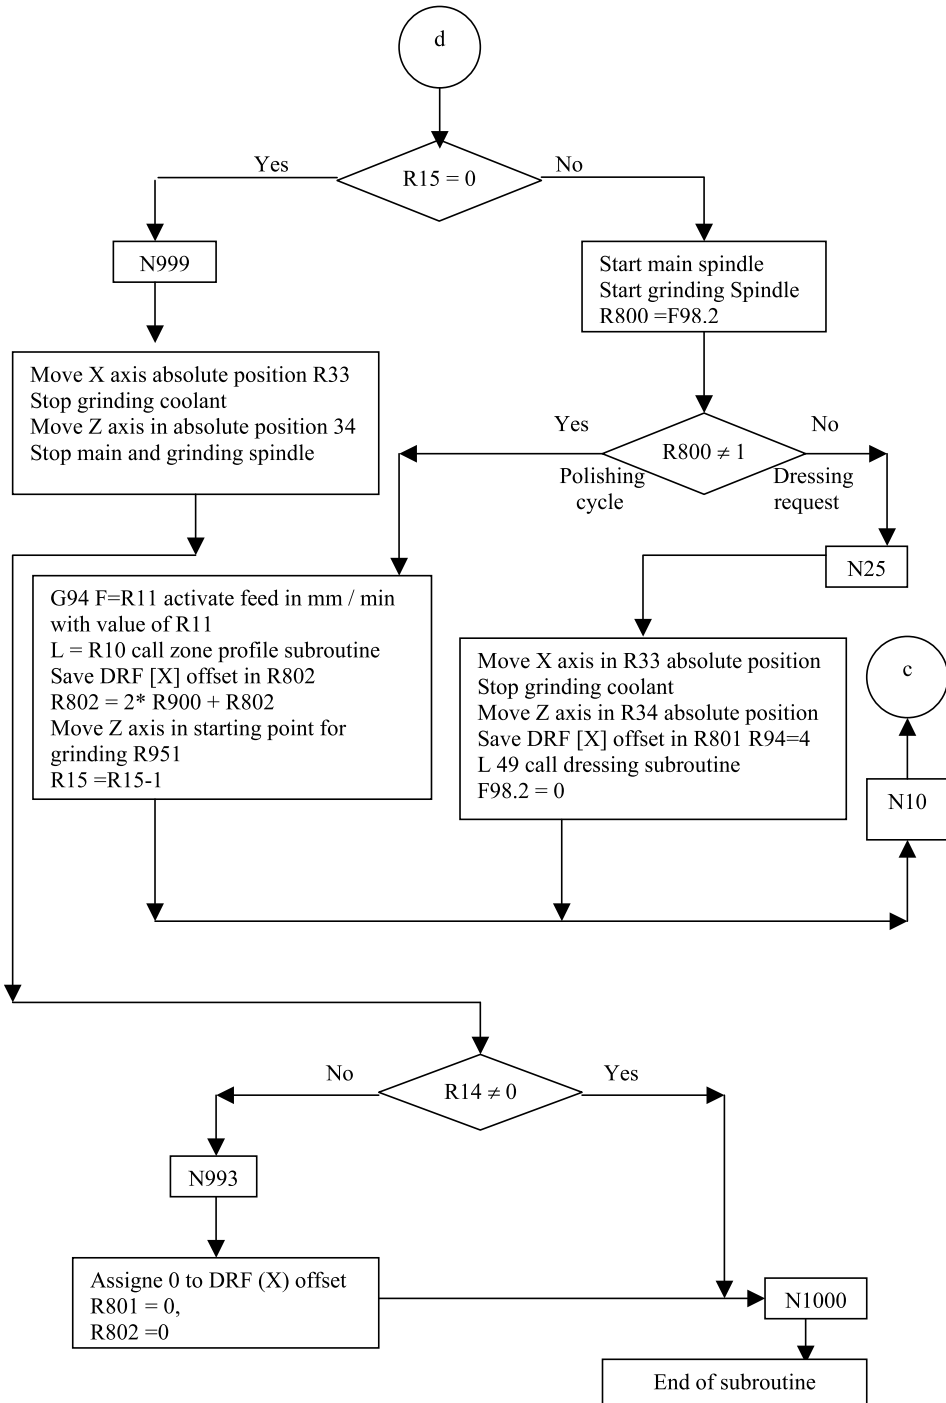 d
Yes
No
R15 = 0
N999
Start main spindle
Start grinding Spindle
R800 =F98.2
Move X axis absolute position R33
Stop grinding coolant
Move Z axis in absolute position 34
Stop main and grinding spindle
Yes
No
R800 ≠ 1
Polishing
cycle
Dressing
request
N25
G94 F=R11 activate feed in mm / min
with value of R11
L = R10 call zone profile subroutine
Save DRF [X] offset in R802
R802 = 2* R900 + R802
Move Z axis in starting point for
grinding R951
R15 =R15-1
Move X axis in R33 absolute position
Stop grinding coolant
Move Z axis in R34 absolute position
Save DRF [X] offset in R801 R94=4
L 49 call dressing subroutine
F98.2 = 0
c
N10
No
Yes
R14 ≠ 0
N993
Assigne 0 to DRF (X) offset
R801 = 0,
R802 =0
N1000
End of subroutine